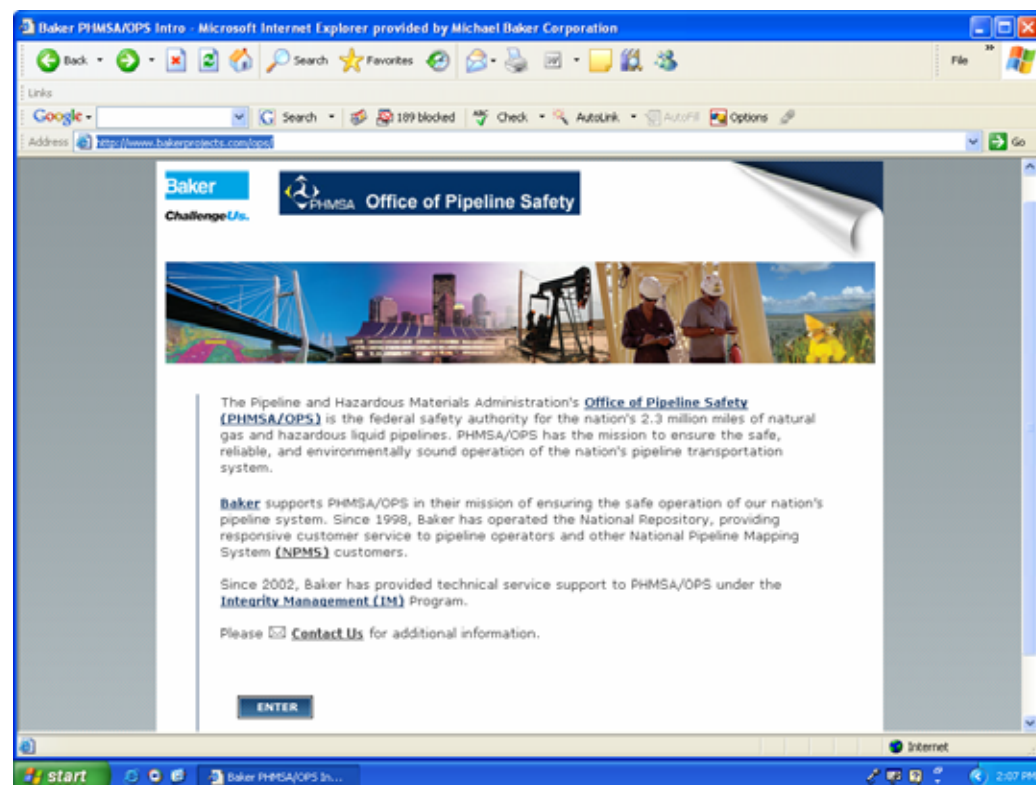 Baker PHMSA/OPS Intro - Microsoft Internet Explorer provided by Michael Baker Corporation
Back Search Favorites File
Links
Google Search 189 blocked Check AutoLink AutoFill Options
Address http://www.bakerprojects.com/ops/ Go
Baker
ChallengeUs.
PHMSA Office of Pipeline Safety
The Pipeline and Hazardous Materials Administration's Office of Pipeline Safety
(PHMSA/OPS) is the federal safety authority for the nation's 2.3 million miles of natural
gas and hazardous liquid pipelines. PHMSA/OPS has the mission to ensure the safe,
reliable, and environmentally sound operation of the nation's pipeline transportation
system.
Baker supports PHMSA/OPS in their mission of ensuring the safe operation of our nation's
pipeline system. Since 1998, Baker has operated the National Repository, providing
responsive customer service to pipeline operators and other National Pipeline Mapping
System (NPMS) customers.
Since 2002, Baker has provided technical service support to PHMSA/OPS under the
Integrity Management (IM) Program.
Please Contact Us for additional information.
ENTER
Internet
start Baker PHMSA/OPS In... 2:07 PM